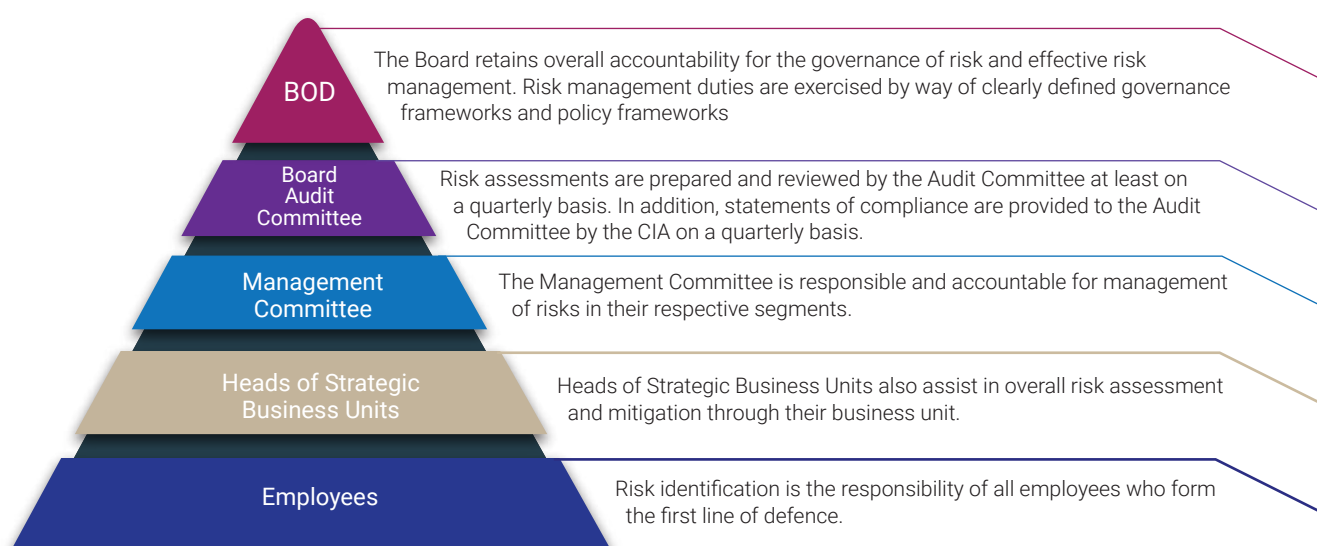 BOD
The Board retains overall accountability for the governance of risk and effective risk
management. Risk management duties are exercised by way of clearly defined governance
frameworks and policy frameworks
Board
Audit
Committee
Risk assessments are prepared and reviewed by the Audit Committee at least on
a quarterly basis. In addition, statements of compliance are provided to the Audit
Committee by the CIA on a quarterly basis.
Management
Committee
The Management Committee is responsible and accountable for management
of risks in their respective segments.
Heads of Strategic
Business Units
Heads of Strategic Business Units also assist in overall risk assessment
and mitigation through their business unit.
Employees
Risk identification is the responsibility of all employees who form
the first line of defence.